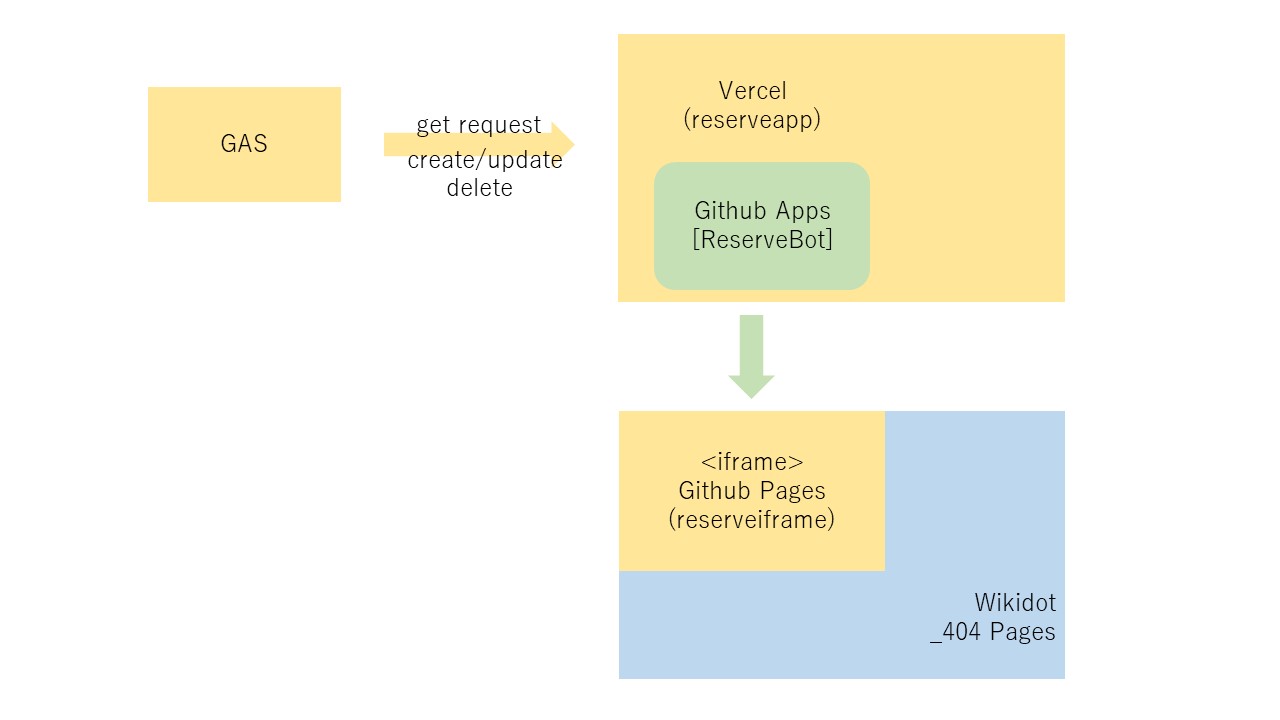 GAS
get request
create/update
delete
Vercel
(reserveapp)
Github Apps
[ReserveBot]
<iframe>
Github Pages
(reserveiframe)
Wikidot
_404 Pages